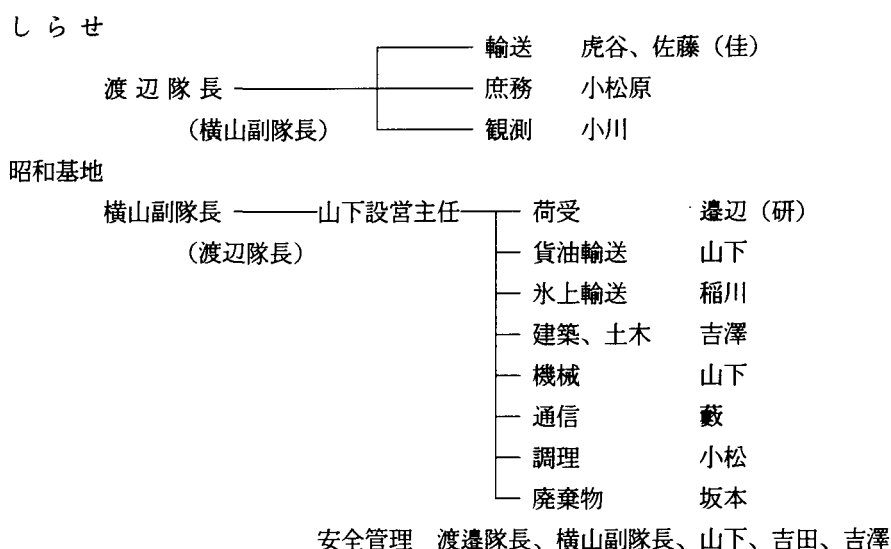 しらせ
輸送 虎谷、佐藤（佳）
渡辺隊長 庶務 小松原
（横山副隊長） 観測 小川
昭和基地
横山副隊長 山下設営主任 荷受 邉辺（研）
（渡辺隊長） 貨油輸送 山下
氷上輸送 稲川
建築、土木 吉澤
機械 山下
通信 藪
調理 小松
廃棄物 坂本
安全管理 渡邉隊長、横山副隊長、山下、吉田、吉澤